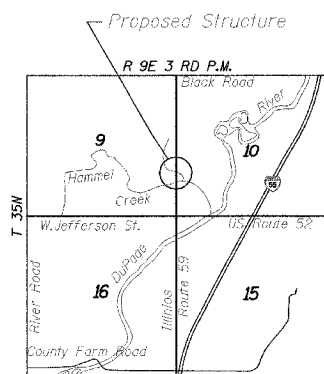 Proposed Structure
R 9E 3 RD P.M.
Black Road
River
9
10
Hammel
Creek
55
T 35N
W.Jefferson St.
US Route 52
DuPage
River Road
16
Illinios
Route 59
15
County Farm Road